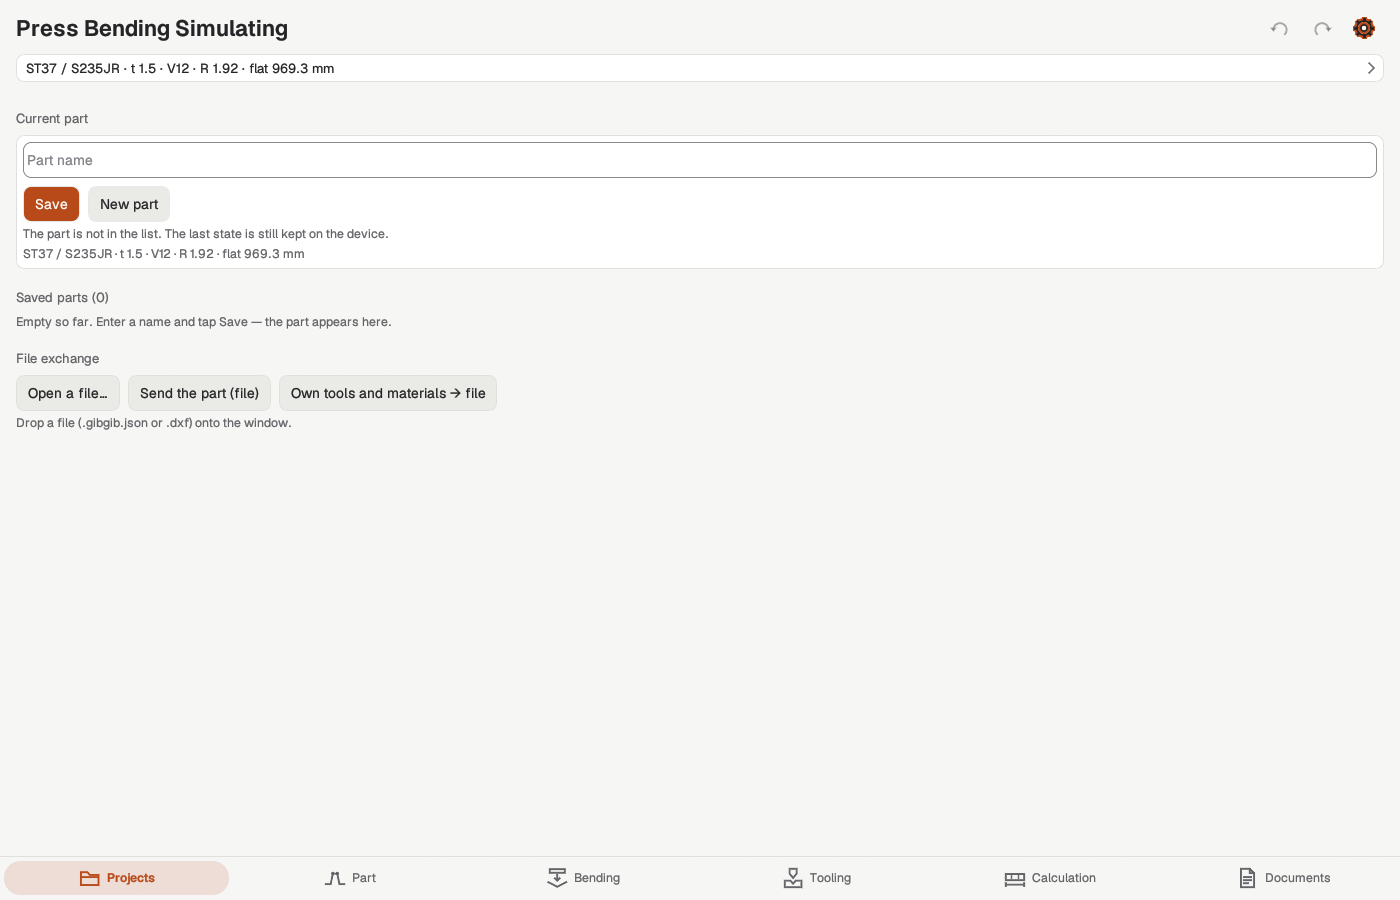 Press Bending Simulating
ST37 / S235JR · t 1.5 · V12 · R 1.92 · flat 969.3 mm
Current part
Part name
Save
New part
The part is not in the list. The last state is still kept on the device.
ST37 / S235JR · t 1.5 · V12 · R 1.92 · flat 969.3 mm
Saved parts (0)
Empty so far. Enter a name and tap Save — the part appears here.
File exchange
Open a file…
Send the part (file)
Own tools and materials → file
Drop a file (.gibgib.json or .dxf) onto the window.
Projects
Part
Bending
Tooling
Calculation
Documents